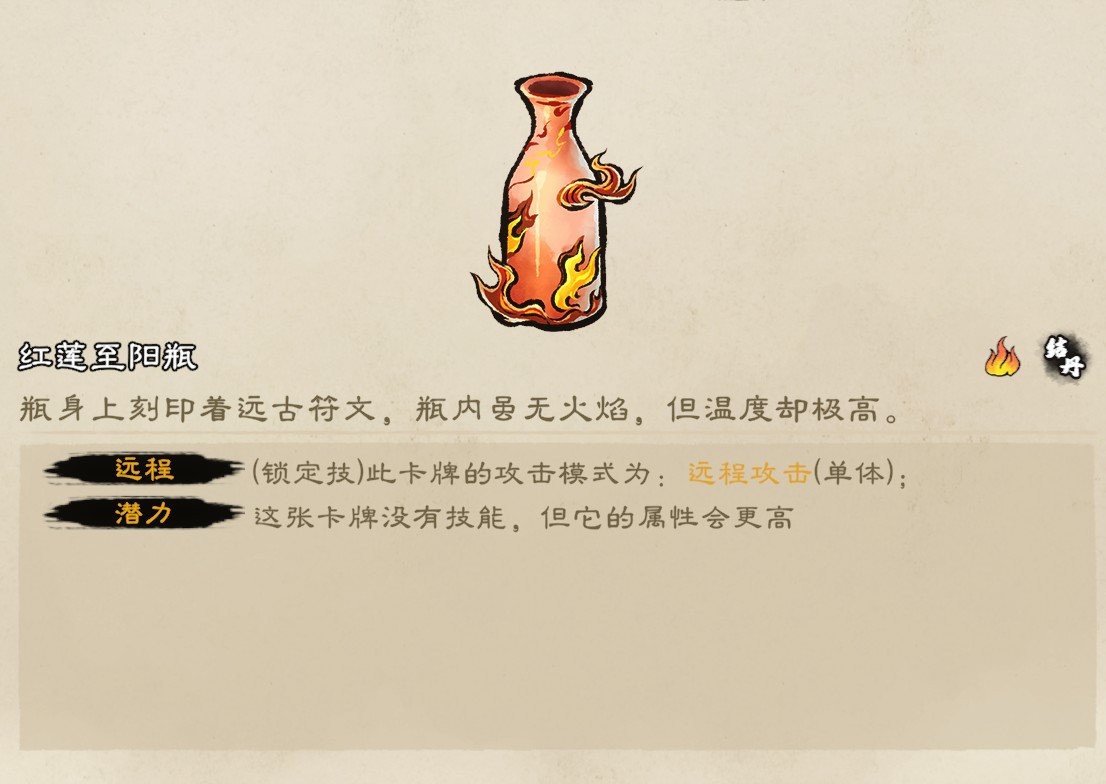 红莲至阳瓶
结丹
瓶身上刻印着远古符文，瓶内虽无火焰，但温度却极高。
远程 (锁定技)此卡牌的攻击模式为：远程攻击(单体)；
潜力 这张卡牌没有技能，但它的属性会更高